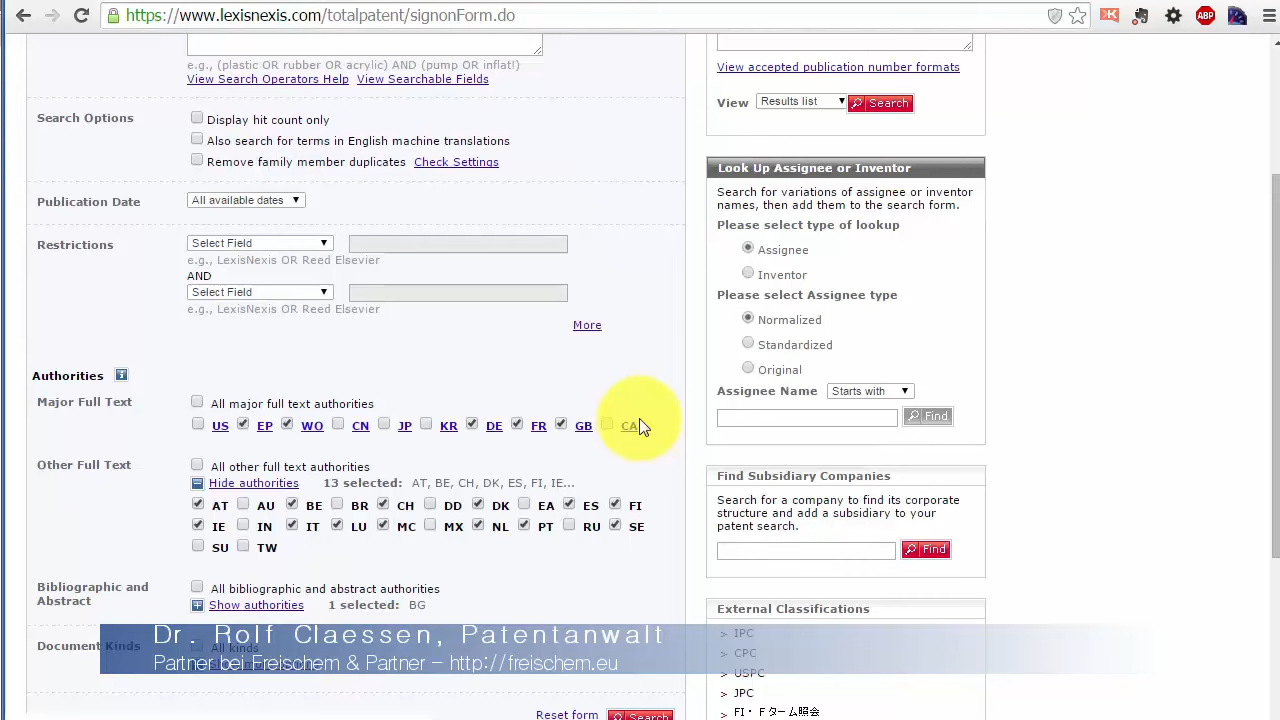 https://www.lexisnexis.com/totalpatent/signonForm.do
e.g., (plastic OR rubber OR acrylic) AND (pump OR inflat!)
View Search Operators Help View Searchable Fields
Search Options
Display hit count only
Also search for terms in English machine translations
Remove family member duplicates Check Settings
Publication Date
All available dates
Restrictions
Select Field
e.g., LexisNexis OR Reed Elsevier
AND
Select Field
e.g., LexisNexis OR Reed Elsevier
More
Authorities
Major Full Text
All major full text authorities
US EP WO CN JP KR DE FR GB CA
Other Full Text
All other full text authorities
Hide authorities 13 selected: AT, BE, CH, DK, ES, FI, IE...
AT AU BE BR CH DD DK EA ES FI
IE IN IT LU MC MX NL PT RU SE
SU TW
Bibliographic and
Abstract
All bibliographic and abstract authorities
Show authorities 1 selected: BG
Document Kinds
All kinds
Reset form Search
View accepted publication number formats
View Results list Search
Look Up Assignee or Inventor
Search for variations of assignee or inventor
names, then add them to the search form.
Please select type of lookup
Assignee
Inventor
Please select Assignee type
Normalized
Standardized
Original
Assignee Name Starts with
Find
Find Subsidiary Companies
Search for a company to find its corporate
structure and add a subsidiary to your
patent search.
Find
External Classifications
> IPC
> CPC
> USPC
> JPC
> FI・Fターム照会
Dr. Rolf Claessen, Patentanwalt
Partner bei Freischem & Partner – http://freischem.eu
ABP